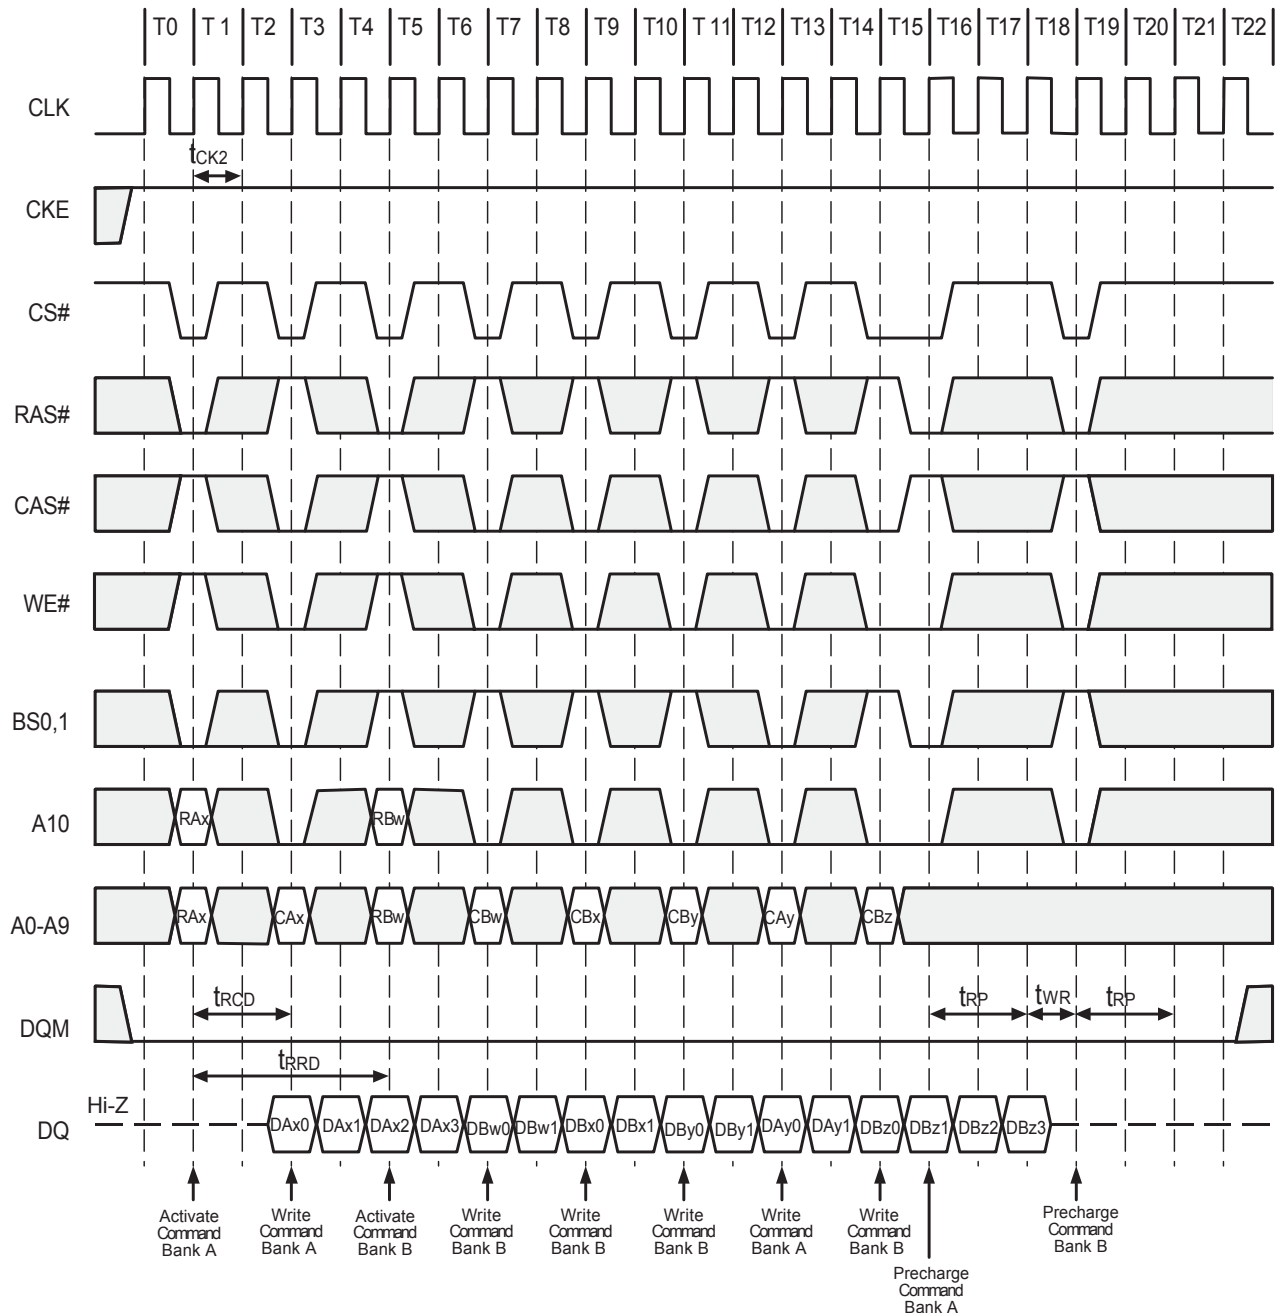 T0 T 1 T2 T3 T4 T5 T6 T7 T8 T9 T10 T 11 T12 T13 T14 T15 T16 T17 T18 T19 T20 T21 T22
CLK
tCK2
CKE
CS#
RAS#
CAS#
WE#
BS0,1
A10
RAx RBw
A0-A9
RAx CAx RBw CBw CBx CBy CAy CBz
DQM
tRCD tRP tWR tRP
tRRD
Hi-Z
DQ
DAx0 DAx1 DAx2 DAx3 DBw0 DBw1 DBx0 DBx1 DBy0 DBy1 DAy0 DAy1 DBz0 DBz1 DBz2 DBz3
Activate
Command
Bank A
Write
Command
Bank A
Activate
Command
Bank B
Write
Command
Bank B
Write
Command
Bank B
Write
Command
Bank B
Write
Command
Bank A
Write
Command
Bank B
Precharge
Command
Bank A
Precharge
Command
Bank B